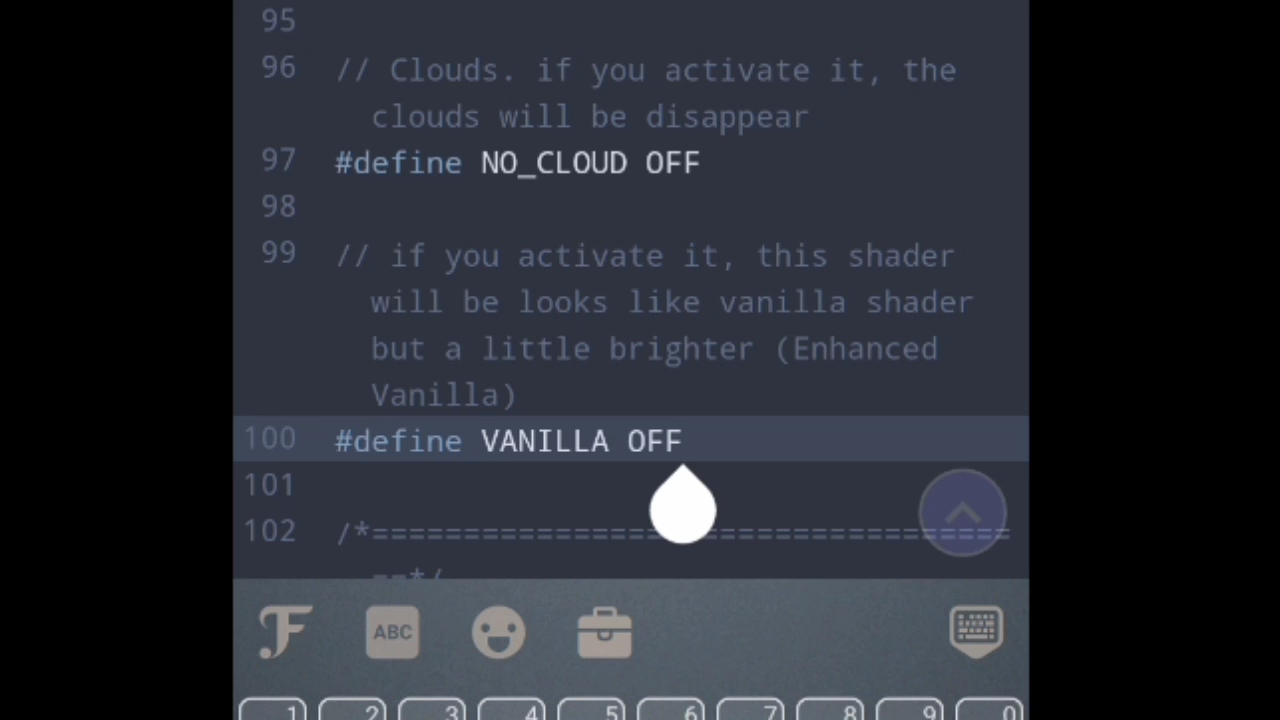 95
96 // Clouds. if you activate it, the
clouds will be disappear
97 #define NO_CLOUD OFF
98
99 // if you activate it, this shader
will be looks like vanilla shader
but a little brighter (Enhanced
Vanilla)
100 #define VANILLA OFF
101
102 /*===================================
==*/
F ABC
1 2 3 4 5 6 7 8 9 0